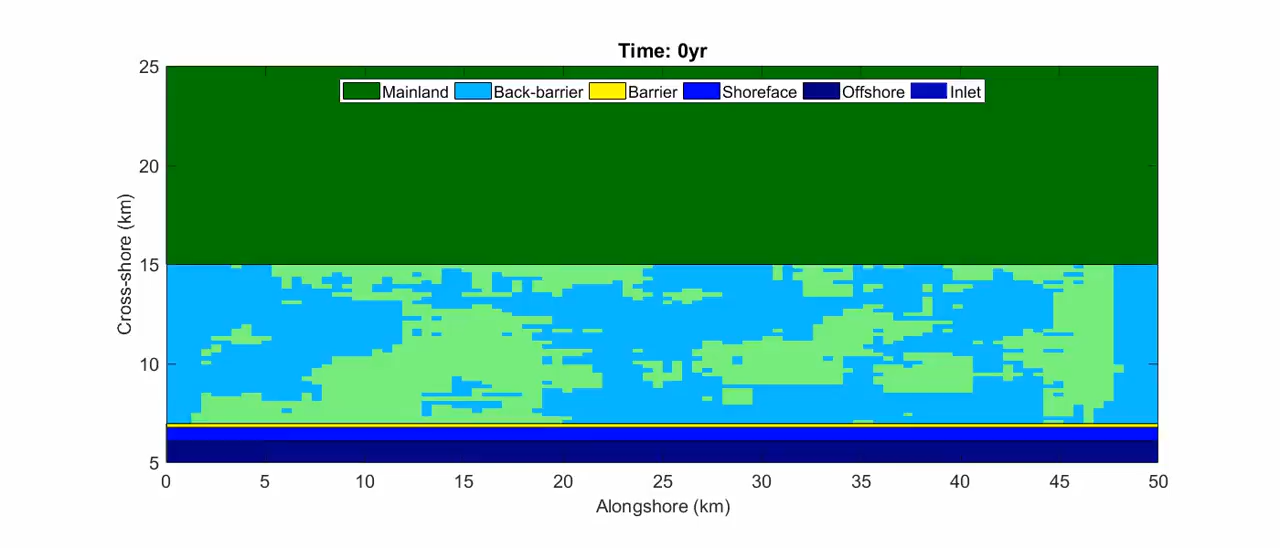 Time: 0yr
25
Mainland Back-barrier Barrier Shoreface Offshore Inlet
20
Cross-shore (km)
15
10
5
0 5 10 15 20 25 30 35 40 45 50
Alongshore (km)